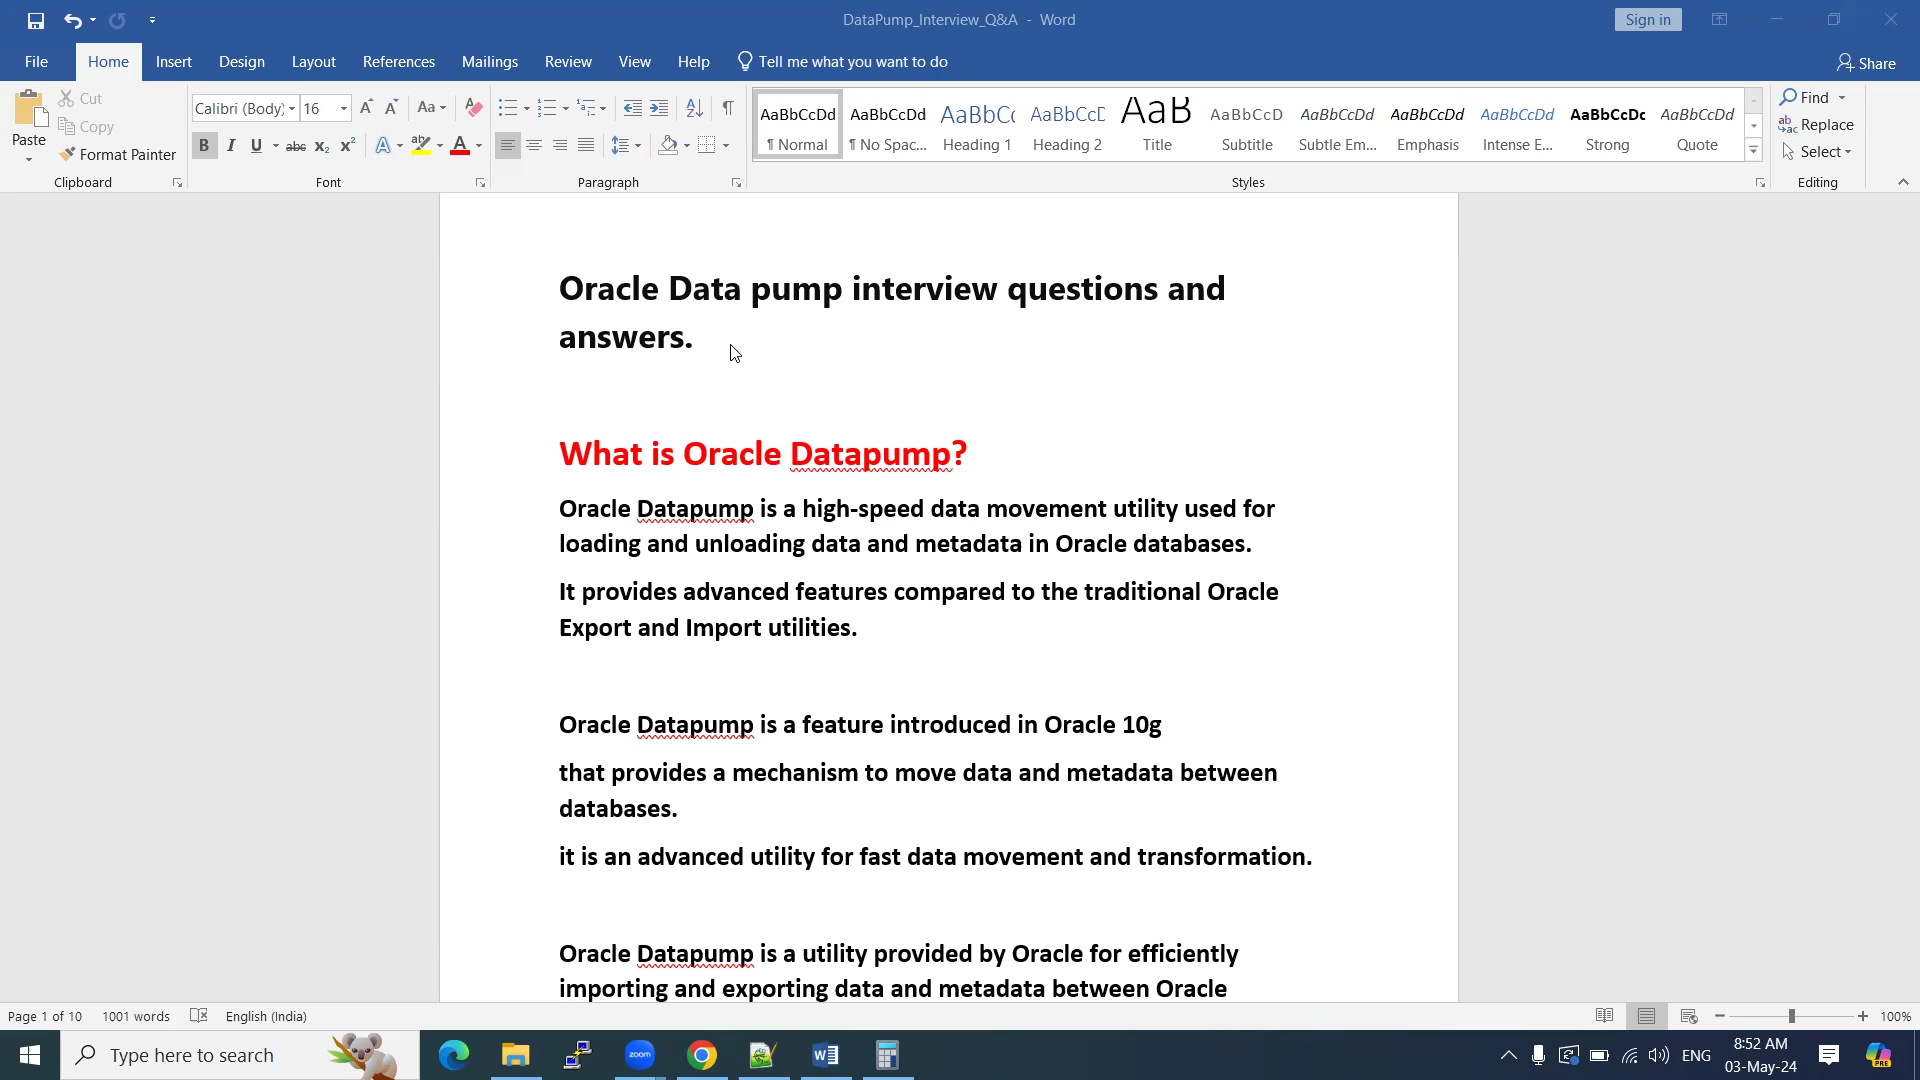 DataPump_Interview_Q&A - Word
Sign in
File Home Insert Design Layout References Mailings Review View Help Tell me what you want to do
Share
Paste
Cut
Copy
Format Painter
Clipboard
Calibri (Body) 16
Aa
B I U abc X₂ X² A ab A
Font
Paragraph
AaBbCcDd AaBbCcDd AaBbCc AaBbCcC AaB AaBbCcD AaBbCcDd AaBbCcDd AaBbCcDd AaBbCcDc AaBbCcDd
¶ Normal ¶ No Spac... Heading 1 Heading 2 Title Subtitle Subtle Em... Emphasis Intense E... Strong Quote
Styles
Find
Replace
Select
Editing
Oracle Data pump interview questions and
answers.
What is Oracle Datapump?
Oracle Datapump is a high-speed data movement utility used for
loading and unloading data and metadata in Oracle databases.
It provides advanced features compared to the traditional Oracle
Export and Import utilities.
Oracle Datapump is a feature introduced in Oracle 10g
that provides a mechanism to move data and metadata between
databases.
it is an advanced utility for fast data movement and transformation.
Oracle Datapump is a utility provided by Oracle for efficiently
importing and exporting data and metadata between Oracle
Page 1 of 10 1001 words English (India)
100%
Type here to search
zoom
ENG
8:52 AM
03-May-24
PRE